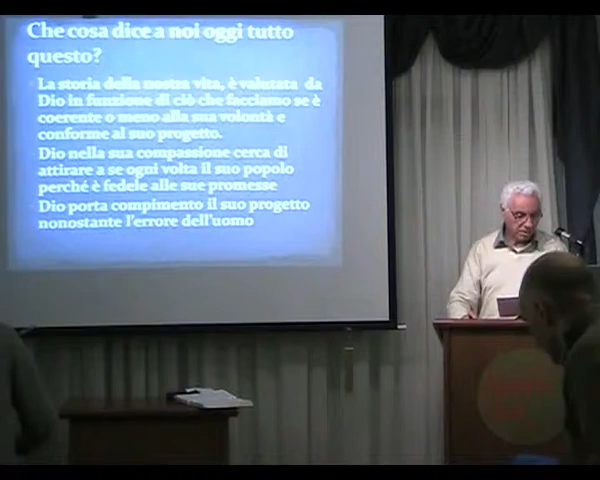 Che cosa dice a noi oggi tutto
questo?
La storia della nostra vita, è valutata da
Dio in funzione di ciò che facciamo se è
coerente o meno alla sua volontà e
conforme al suo progetto.
Dio nella sua compassione cerca di
attirare a se ogni volta il suo popolo
perché è fedele alle sue promesse
Dio porta compimento il suo progetto
nonostante l'errore dell'uomo